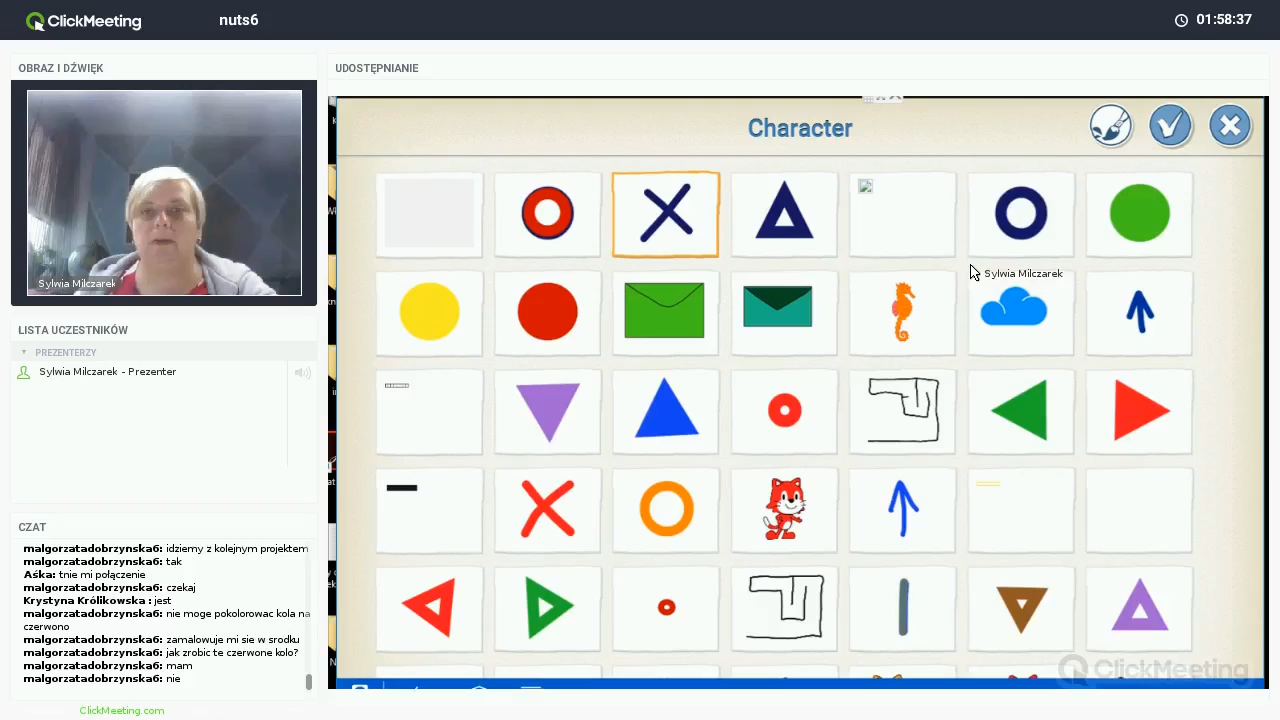 ClickMeeting
nuts6
01:58:37
OBRAZ I DŹWIĘK
Sylwia Milczarek
LISTA UCZESTNIKÓW
PREZENTERZY
Sylwia Milczarek - Prezenter
CZAT
malgorzatadobrzynska6: idziemy z kolejnym projektem
malgorzatadobrzynska6: tak
Aśka: tnie mi połączenie
malgorzatadobrzynska6: czekaj
Krystyna Królikowska : jest
malgorzatadobrzynska6: nie moge pokolorowac kola na
czerwono
malgorzatadobrzynska6: zamalowuje mi sie w srodku
malgorzatadobrzynska6: jak zrobic te czerwone kolo?
malgorzatadobrzynska6: mam
malgorzatadobrzynska6: nie
ClickMeeting.com
UDOSTĘPNIANIE
Character
Sylwia Milczarek
ClickMeeting